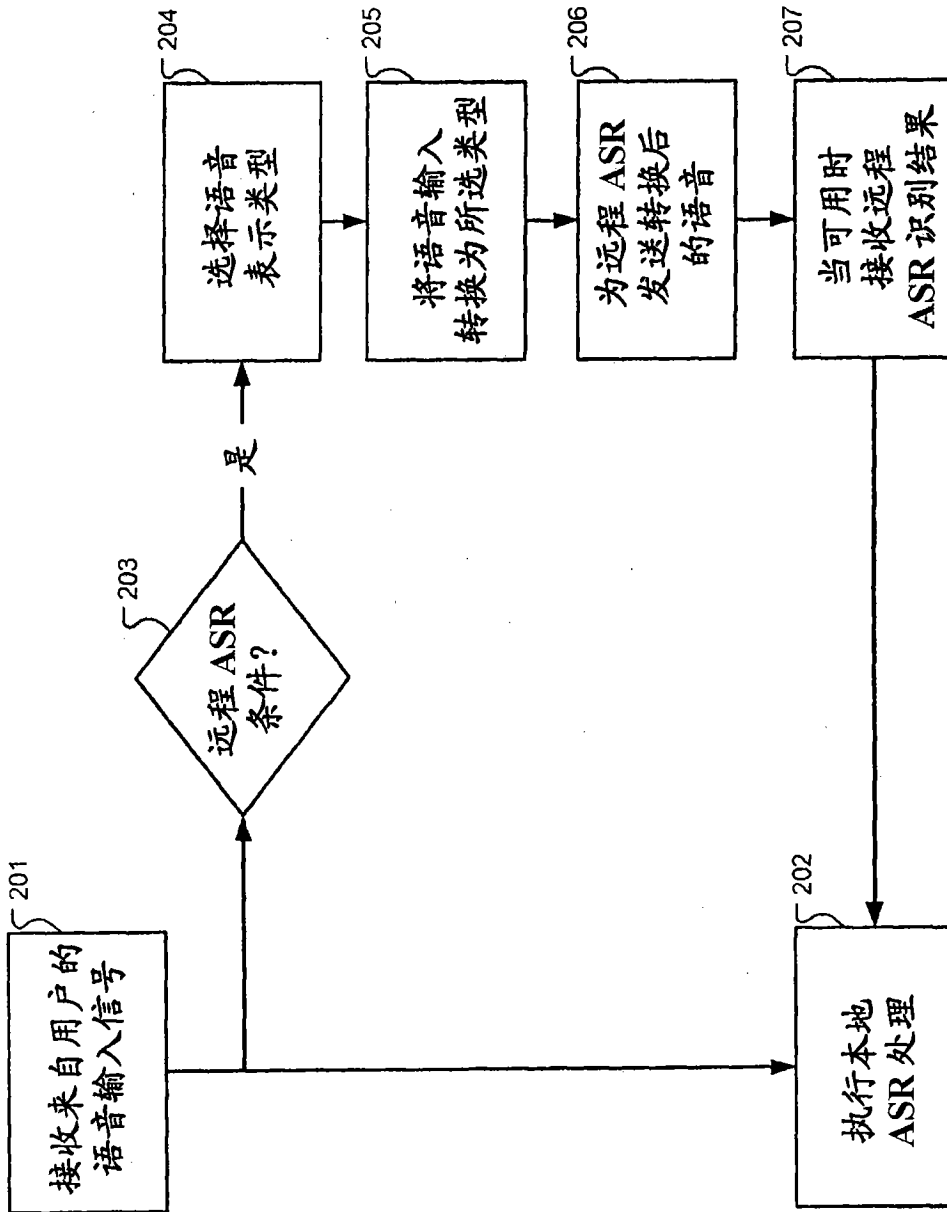 201
接收来自用户的
语音输入信号
203
远程 ASR
条件?
是
204
选择语音
表示类型
205
将语音输入
转换为所选类型
206
为远程 ASR
发送转换后
的语音
207
当可用时
接收远程
ASR 识别结果
202
执行本地
ASR 处理